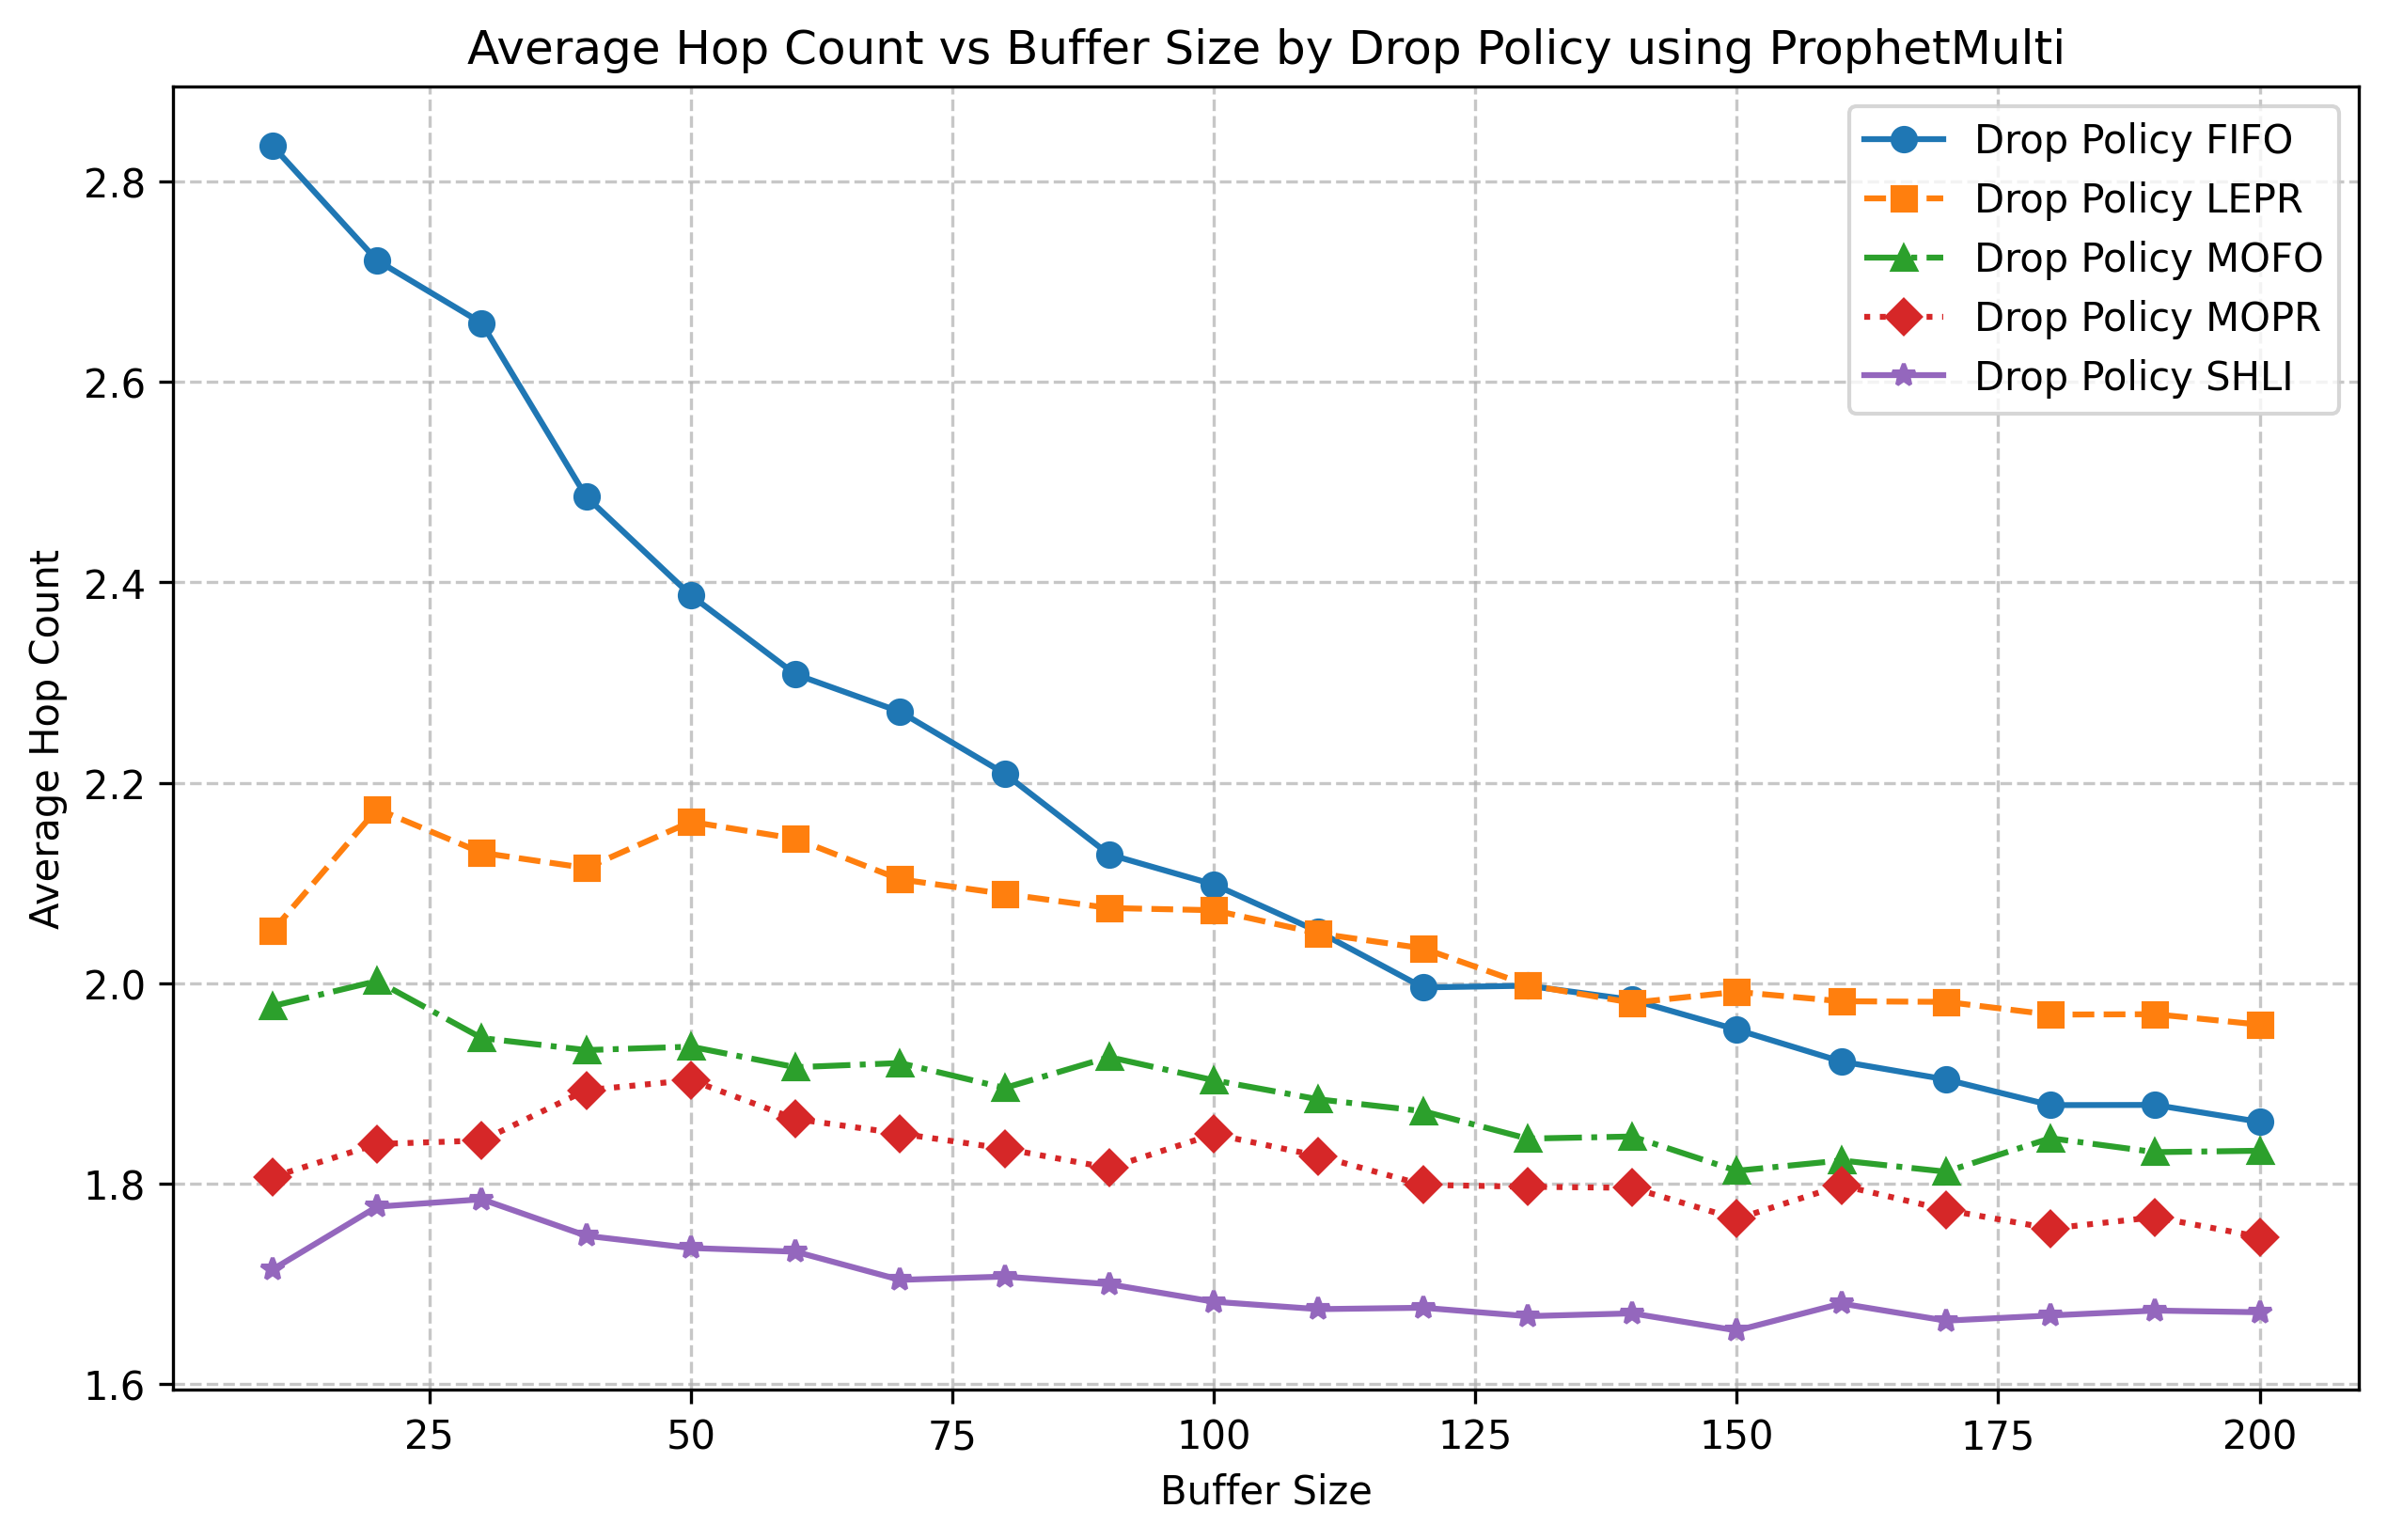 Average Hop Count vs Buffer Size by Drop Policy using ProphetMulti
Drop Policy FIFO
Drop Policy LEPR
Drop Policy MOFO
Drop Policy MOPR
Drop Policy SHLI
Average Hop Count
2.8
2.6
2.4
2.2
2.0
1.8
1.6
25 50 75 100 125 150 175 200
Buffer Size